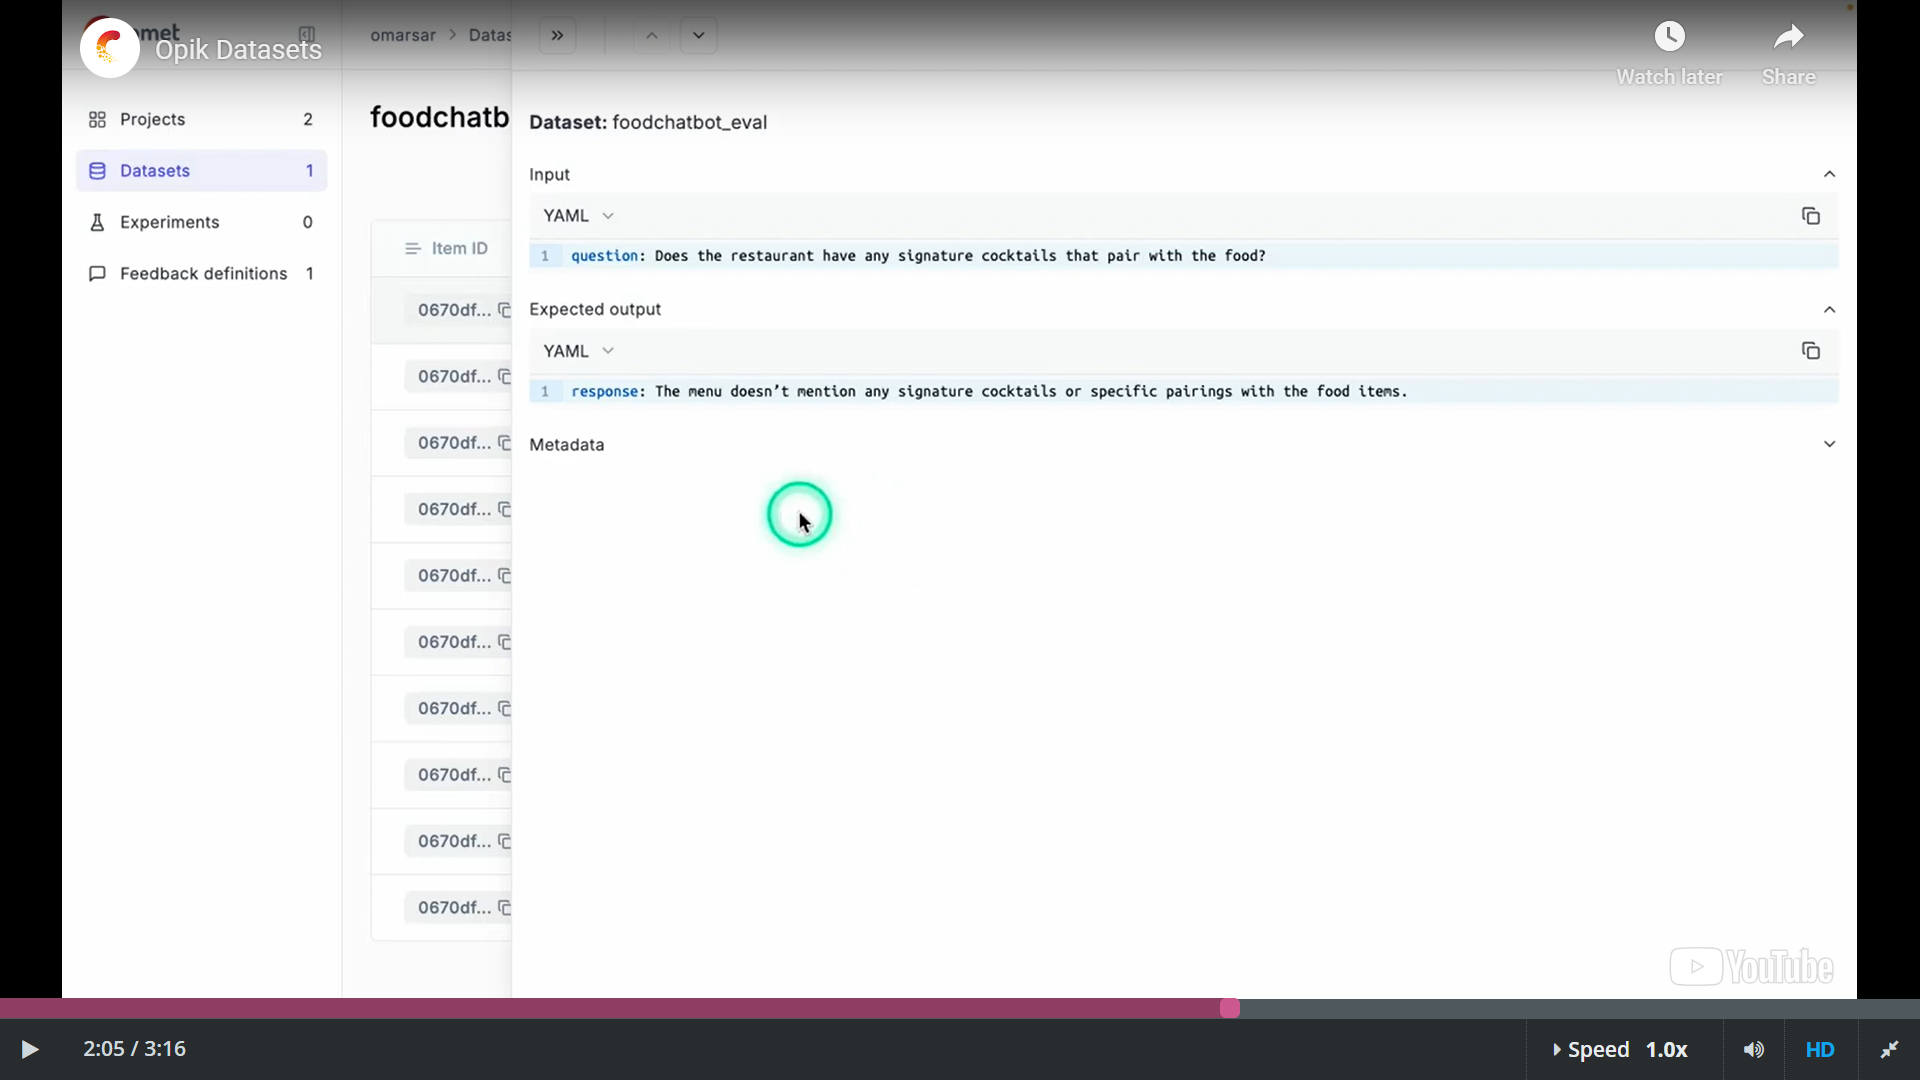 omet
Opik Datasets
omarsar > Datas
Watch later
Share
Projects 2
Datasets 1
Experiments 0
Feedback definitions 1
foodchatb
Item ID
0670df...
0670df...
0670df...
0670df...
0670df...
0670df...
0670df...
0670df...
0670df...
0670df...
Dataset: foodchatbot_eval
Input
YAML
1 question: Does the restaurant have any signature cocktails that pair with the food?
Expected output
YAML
1 response: The menu doesn’t mention any signature cocktails or specific pairings with the food items.
Metadata
YouTube
2:05 / 3:16
Speed 1.0x
HD